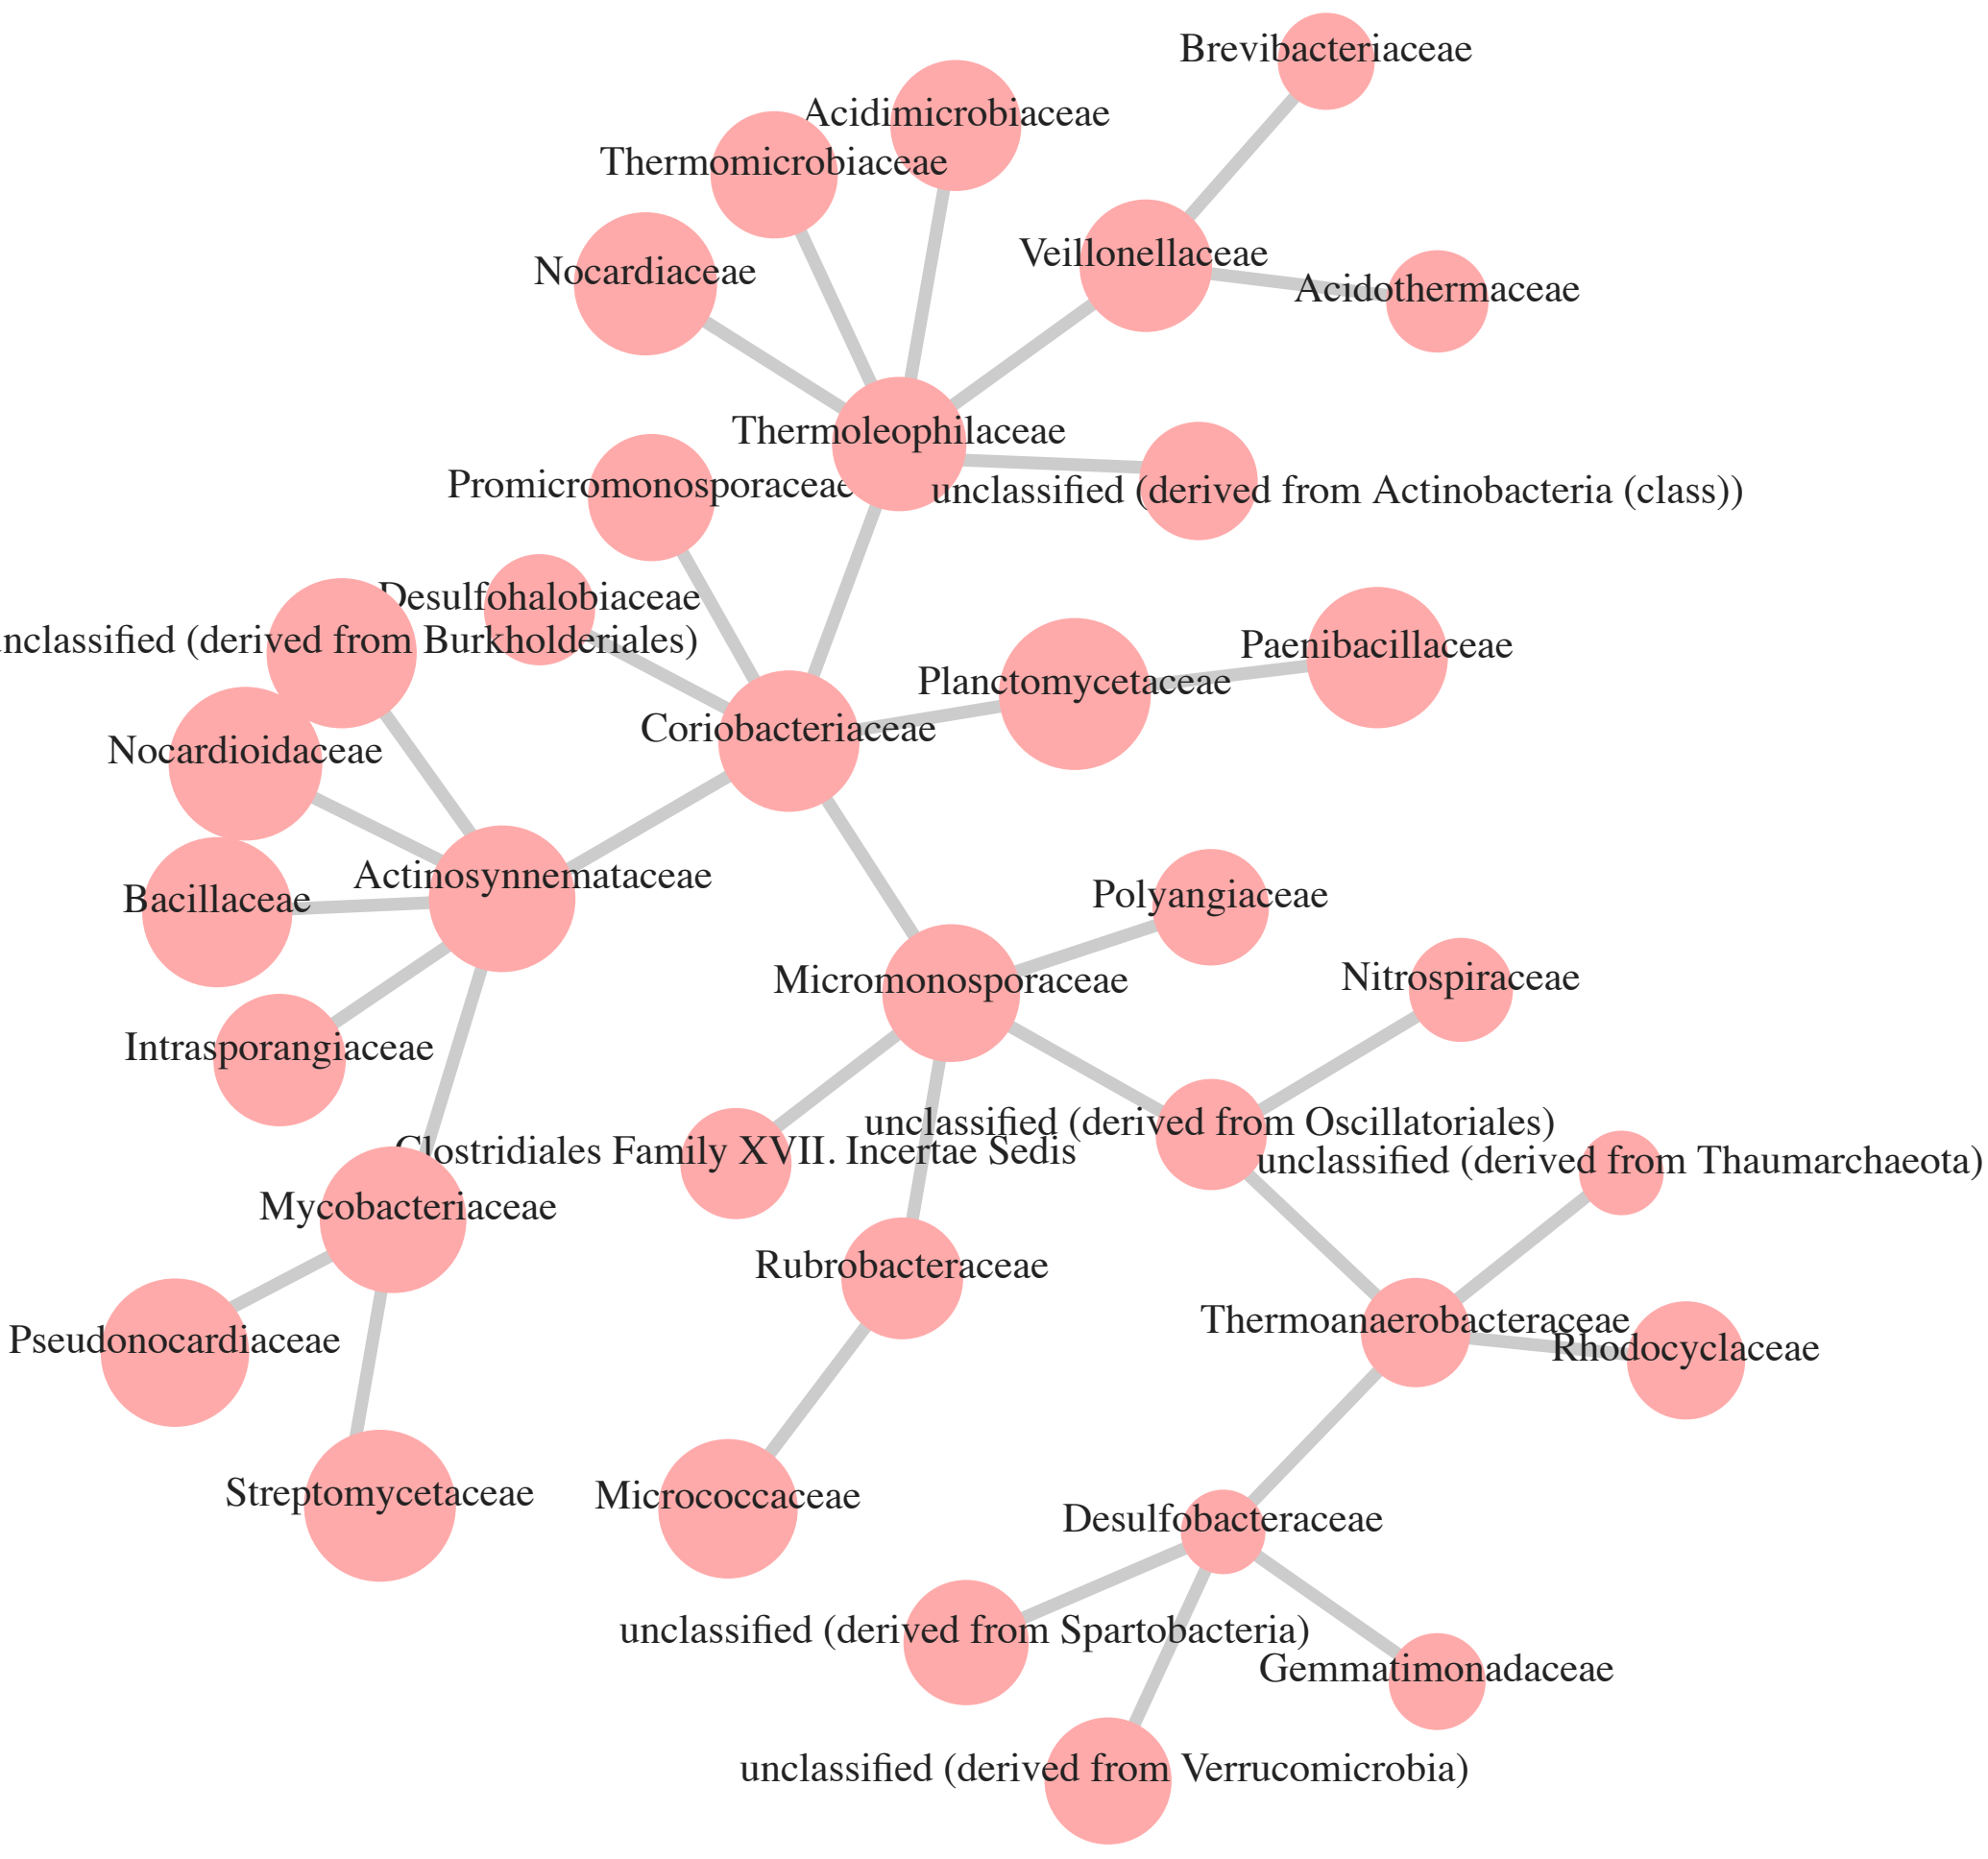 Brevibacteriaceae
Acidimicrobiaceae
Thermomicrobiaceae
Veillonellaceae
Nocardiaceae
Acidothermaceae
Thermoleophilaceae
Promicromonosporaceae
unclassified (derived from Actinobacteria (class))
Desulfohalobiaceae
nclassified (derived from Burkholderiales)
Paenibacillaceae
Planctomycetaceae
Coriobacteriaceae
Nocardioidaceae
Actinosynnemataceae
Polyangiaceae
Bacillaceae
Nitrospiraceae
Micromonosporaceae
Intrasporangiaceae
unclassified (derived from Oscillatoriales)
Clostridiales Family XVII. Incertae Sedis
unclassified (derived from Thaumarchaeota)
Mycobacteriaceae
Rubrobacteraceae
Thermoanaerobacteraceae
Pseudonocardiaceae
Rhodocyclaceae
Streptomycetaceae
Micrococcaceae
Desulfobacteraceae
unclassified (derived from Spartobacteria)
Gemmatimonadaceae
unclassified (derived from Verrucomicrobia)